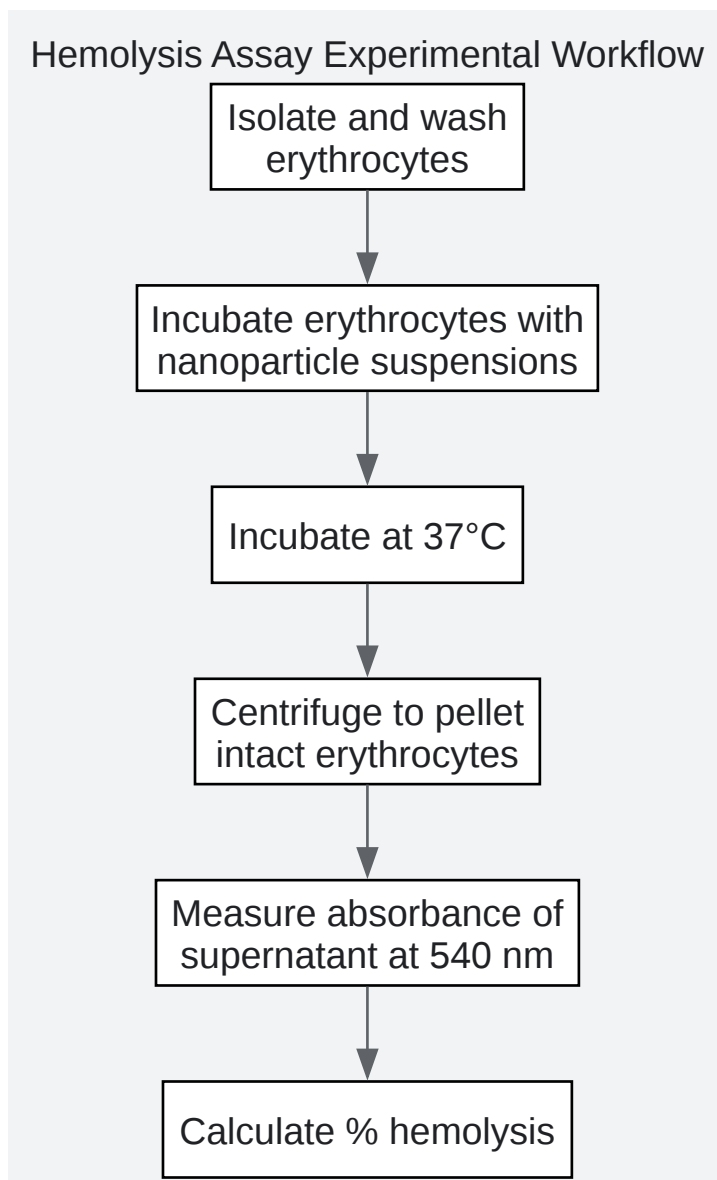 Hemolysis Assay Experimental Workflow
Isolate and wash
erythrocytes
Incubate erythrocytes with
nanoparticle suspensions
Incubate at 37°C
Centrifuge to pellet
intact erythrocytes
Measure absorbance of
supernatant at 540 nm
Calculate % hemolysis